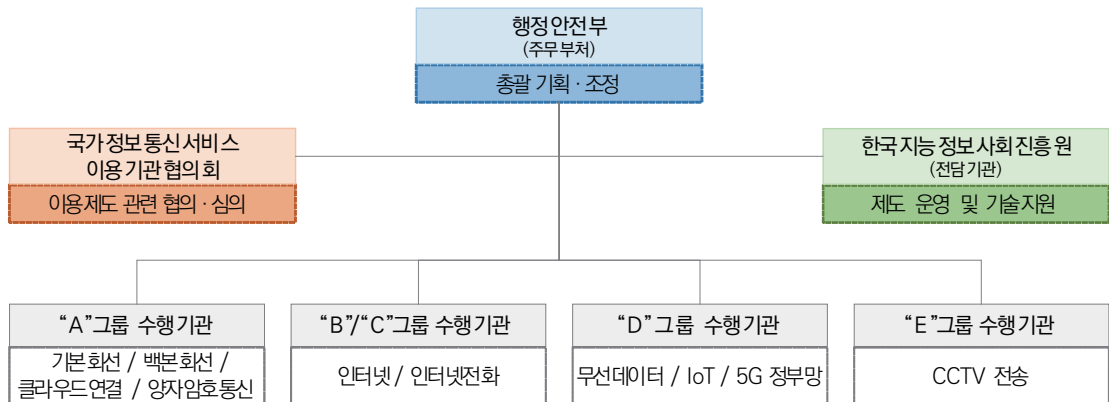 행정안전부
(주무부처)
총괄 기획 · 조정
국가정보통신서비스
이용기관 협의회
이용제도 관련 협의 · 심의
한국지능정보사회진흥원
(전담기관)
제도 운영 및 기술지원
“A”그룹 수행기관
기본회선 / 백본회선 /
클라우드연결 / 양자암호통신
“B”/“C”그룹 수행기관
인터넷 / 인터넷전화
“D”그룹 수행기관
무선데이터 / IoT / 5G 정부망
“E”그룹 수행기관
CCTV 전송